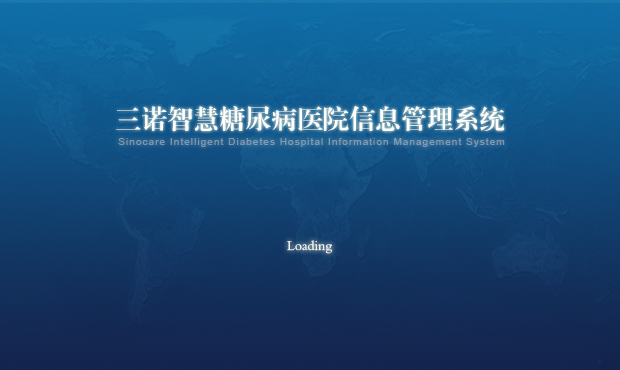 三诺智慧糖尿病医院信息管理系统
Sinocare Intelligent Diabetes Hospital Information Management System
Loading